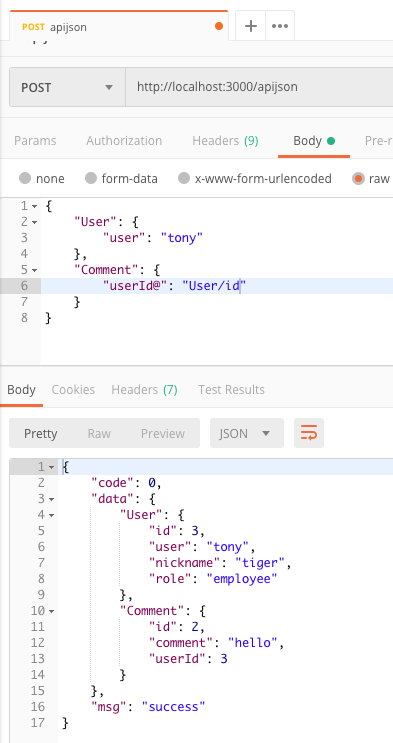 POST apijson
POST http://localhost:3000/apijson
Params Authorization Headers (9) Body Pre-r
none form-data x-www-form-urlencoded raw
1 {
2 "User": {
3 "user": "tony"
4 },
5 "Comment": {
6 "userId@": "User/id"
7 }
8 }
Body Cookies Headers (7) Test Results
Pretty Raw Preview JSON
1 {
2 "code": 0,
3 "data": {
4 "User": {
5 "id": 3,
6 "user": "tony",
7 "nickname": "tiger",
8 "role": "employee"
9 },
10 "Comment": {
11 "id": 2,
12 "comment": "hello",
13 "userId": 3
14 }
15 },
16 "msg": "success"
17 }